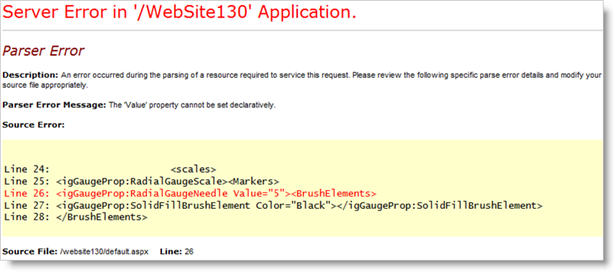 Server Error in '/WebSite130' Application.
Parser Error
Description: An error occurred during the parsing of a resource required to service this request. Please review the following specific parse error details and modify your
source file appropriately.
Parser Error Message: The 'Value' property cannot be set declaratively.
Source Error:
Line 24: <scales>
Line 25: <igGaugeProp:RadialGaugeScale><Markers>
Line 26: <igGaugeProp:RadialGaugeNeedle Value="5"><BrushElements>
Line 27: <igGaugeProp:SolidFillBrushElement Color="Black"></igGaugeProp:SolidFillBrushElement>
Line 28: </BrushElements>
Source File: /website130/default.aspx Line: 26